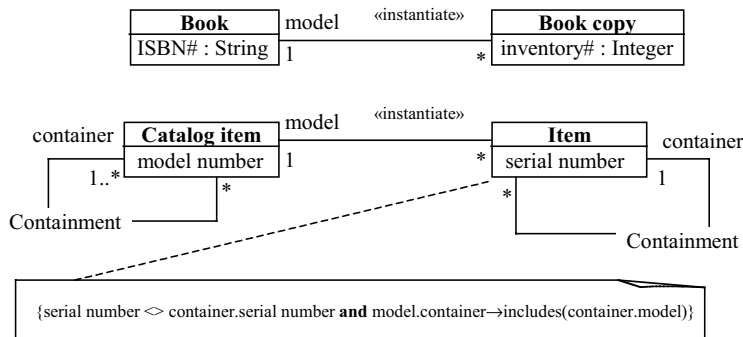 Book
ISBN# : String
model
1
«instantiate»
*
Book copy
inventory# : Integer
container
1..*
Catalog item
model number
*
Containment
model
1
«instantiate»
*
Item
serial number
*
container
1
Containment
{serial number <> container.serial number and model.container→includes(container.model)}